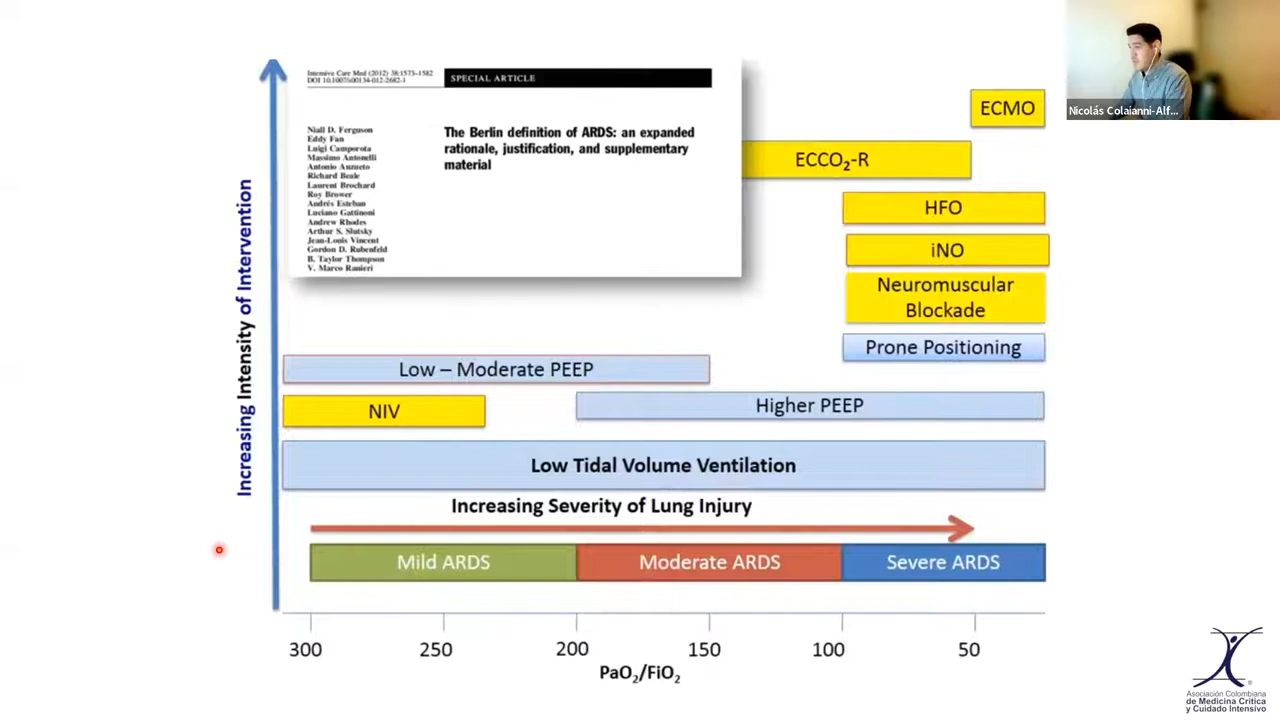 Intensive Care Med (2012) 38:1573–1582
DOI 10.1007/s00134-012-2682-1
SPECIAL ARTICLE
Niall D. Ferguson
Eddy Fan
Luigi Camporota
Massimo Antonelli
Antonio Anzueto
Richard Beale
Laurent Brochard
Roy Brower
Andrés Esteban
Luciano Gattinoni
Andrew Rhodes
Arthur S. Slutsky
Jean-Louis Vincent
Gordon D. Rubenfeld
B. Taylor Thompson
V. Marco Ranieri
The Berlin definition of ARDS: an expanded
rationale, justification, and supplementary
material
Nicolás Colaianni-Alf...
ECMO
ECCO₂-R
HFO
iNO
Neuromuscular
Blockade
Prone Positioning
Low – Moderate PEEP
Higher PEEP
NIV
Low Tidal Volume Ventilation
Increasing Intensity of Intervention
Increasing Severity of Lung Injury
Mild ARDS
Moderate ARDS
Severe ARDS
300 250 200 150 100 50
PaO₂/FiO₂
Asociación Colombiana
de Medicina Crítica
y Cuidado Intensivo